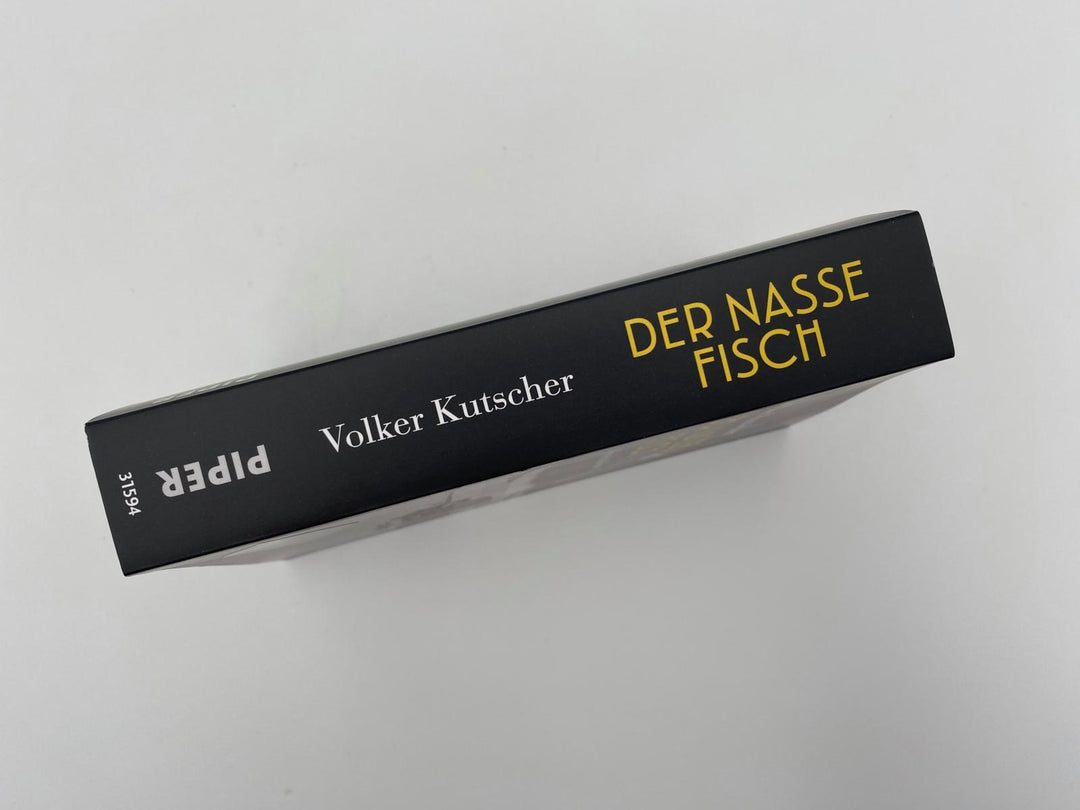 DER NASSE
FISCH
Volker Kutscher
PIPER
31594